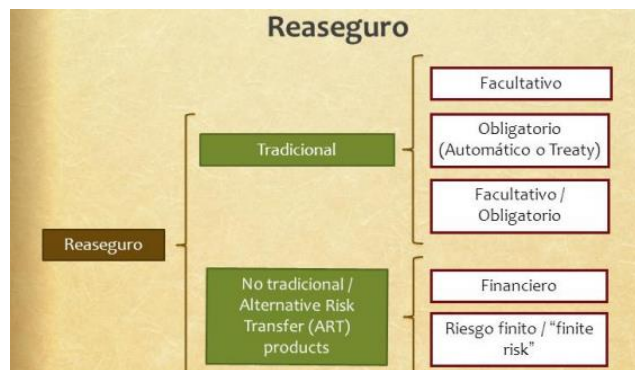 Reaseguro
Facultativo
Tradicional
Obligatorio
(Automático o Treaty)
Facultativo /
Obligatorio
Reaseguro
No tradicional /
Alternative Risk
Transfer (ART)
products
Financiero
Riesgo finito / "finite
risk"